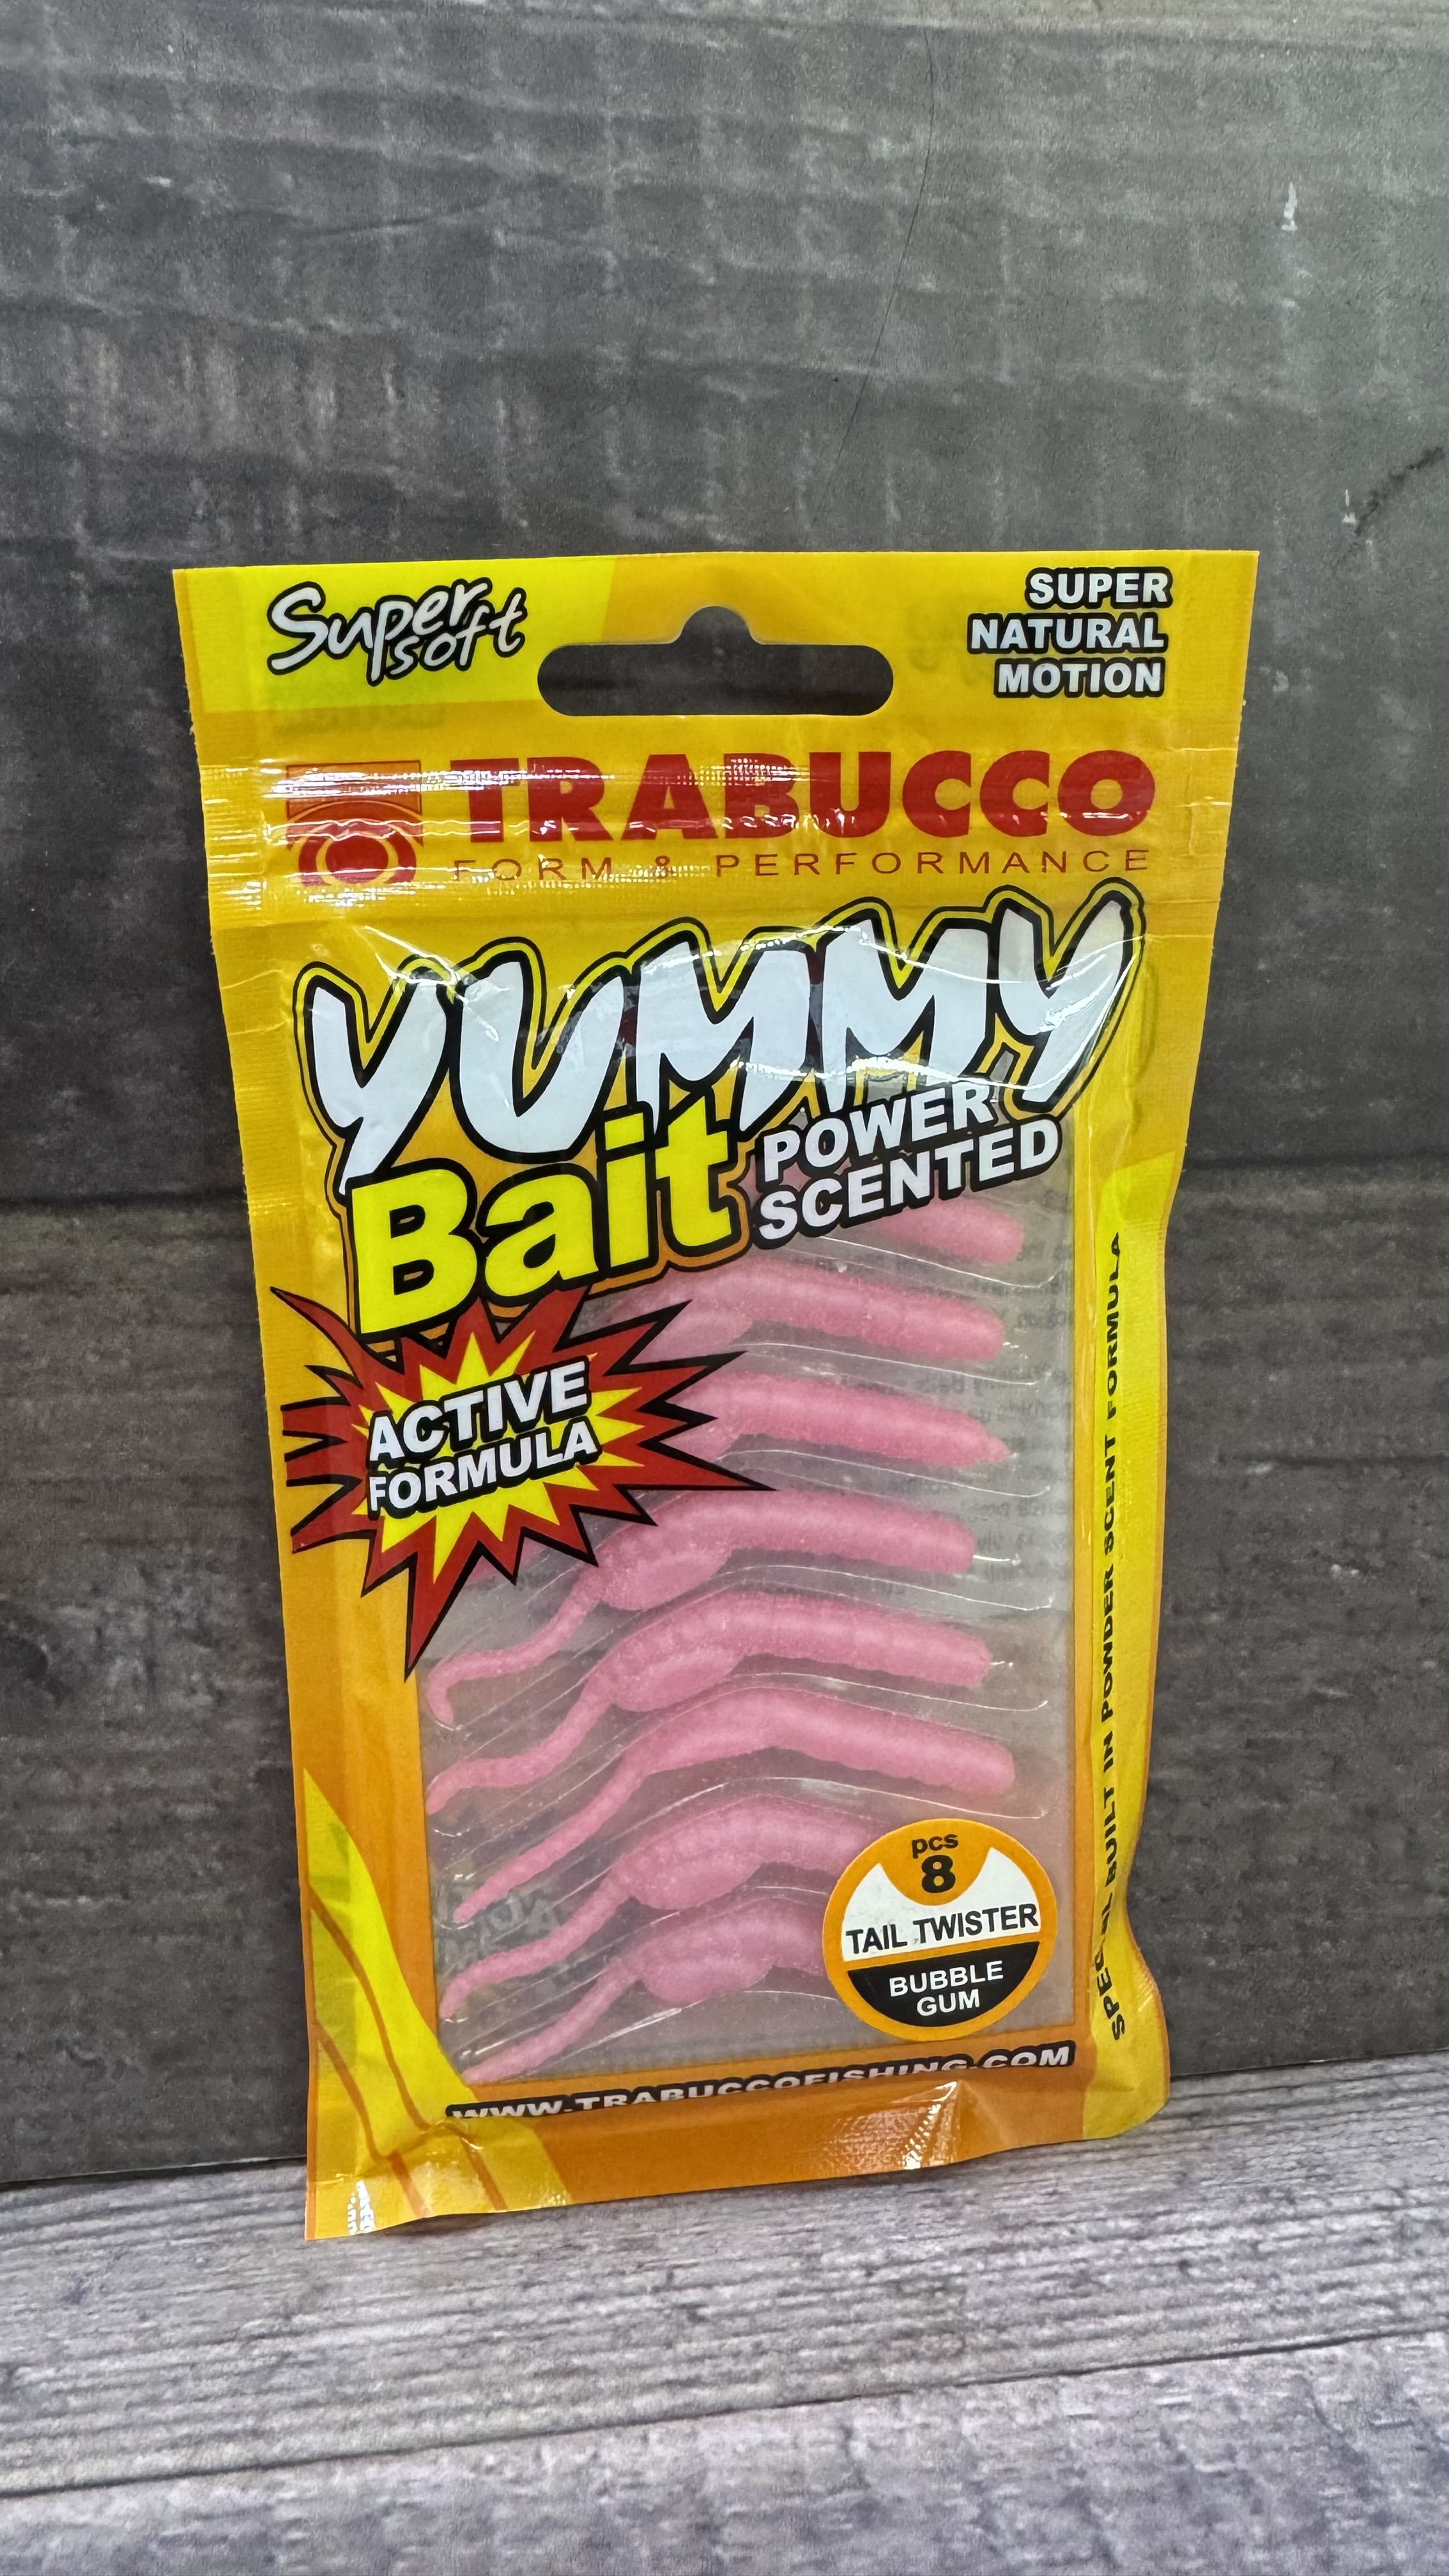 Super
soft
SUPER
NATURAL
MOTION
TRABUCCO
FORM & PERFORMANCE
YUMMY
Bait
POWER
SCENTED
ACTIVE
FORMULA
SPECIAL BUILT IN POWDER SCENT FORMULA
pcs
8
TAIL TWISTER
BUBBLE
GUM
WWW.TRABUCCOFISHING.COM